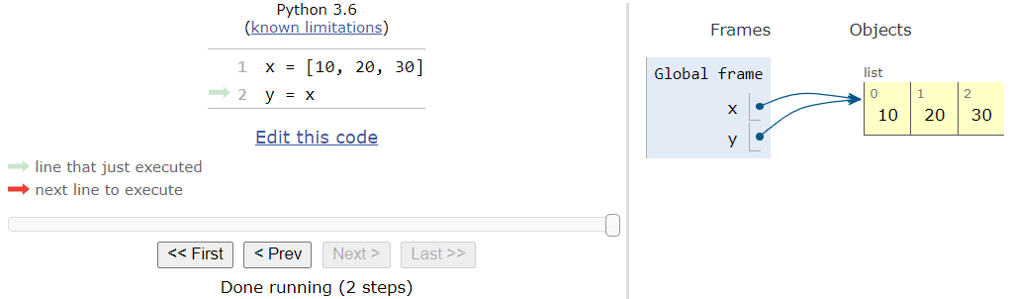 Python 3.6
(known limitations)
1 x = [10, 20, 30]
2 y = x
Edit this code
line that just executed
next line to execute
<< First < Prev Next > Last >>
Done running (2 steps)
Frames Objects
Global frame
x
y
list
0 1 2
10 20 30